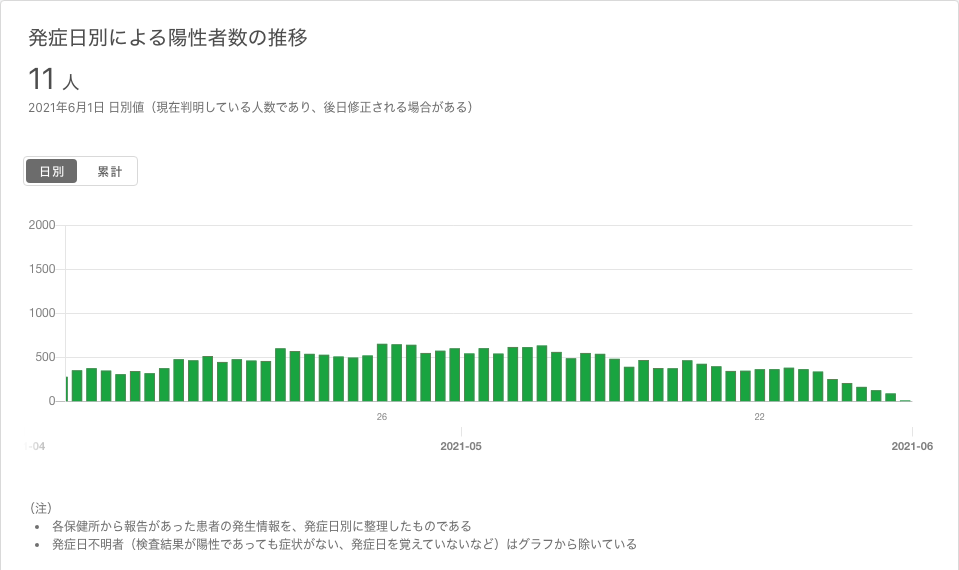 発症日別による陽性者数の推移
11 人
2021年6月1日 日別値（現在判明している人数であり、後日修正される場合がある）
日別 累計
2000
1500
1000
500
0
26 22
-04 2021-05 2021-06
（注）
• 各保健所から報告があった患者の発生情報を、発症日別に整理したものである
• 発症日不明者（検査結果が陽性であっても症状がない、発症日を覚えていないなど）はグラフから除いている